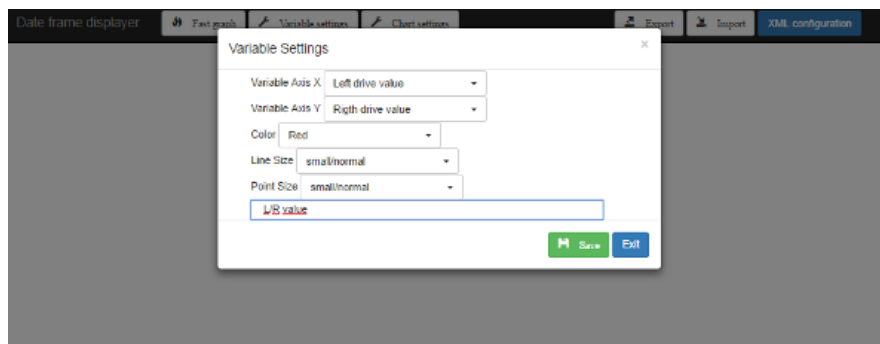 Date frame displayer Fast graph Variable settings Chart settings Export Import XML configuration
Variable Settings ×
Variable Axis X Left drive value
Variable Axis Y Rigth drive value
Color Red
Line Size small/normal
Point Size small/normal
L/R value
Save Exit